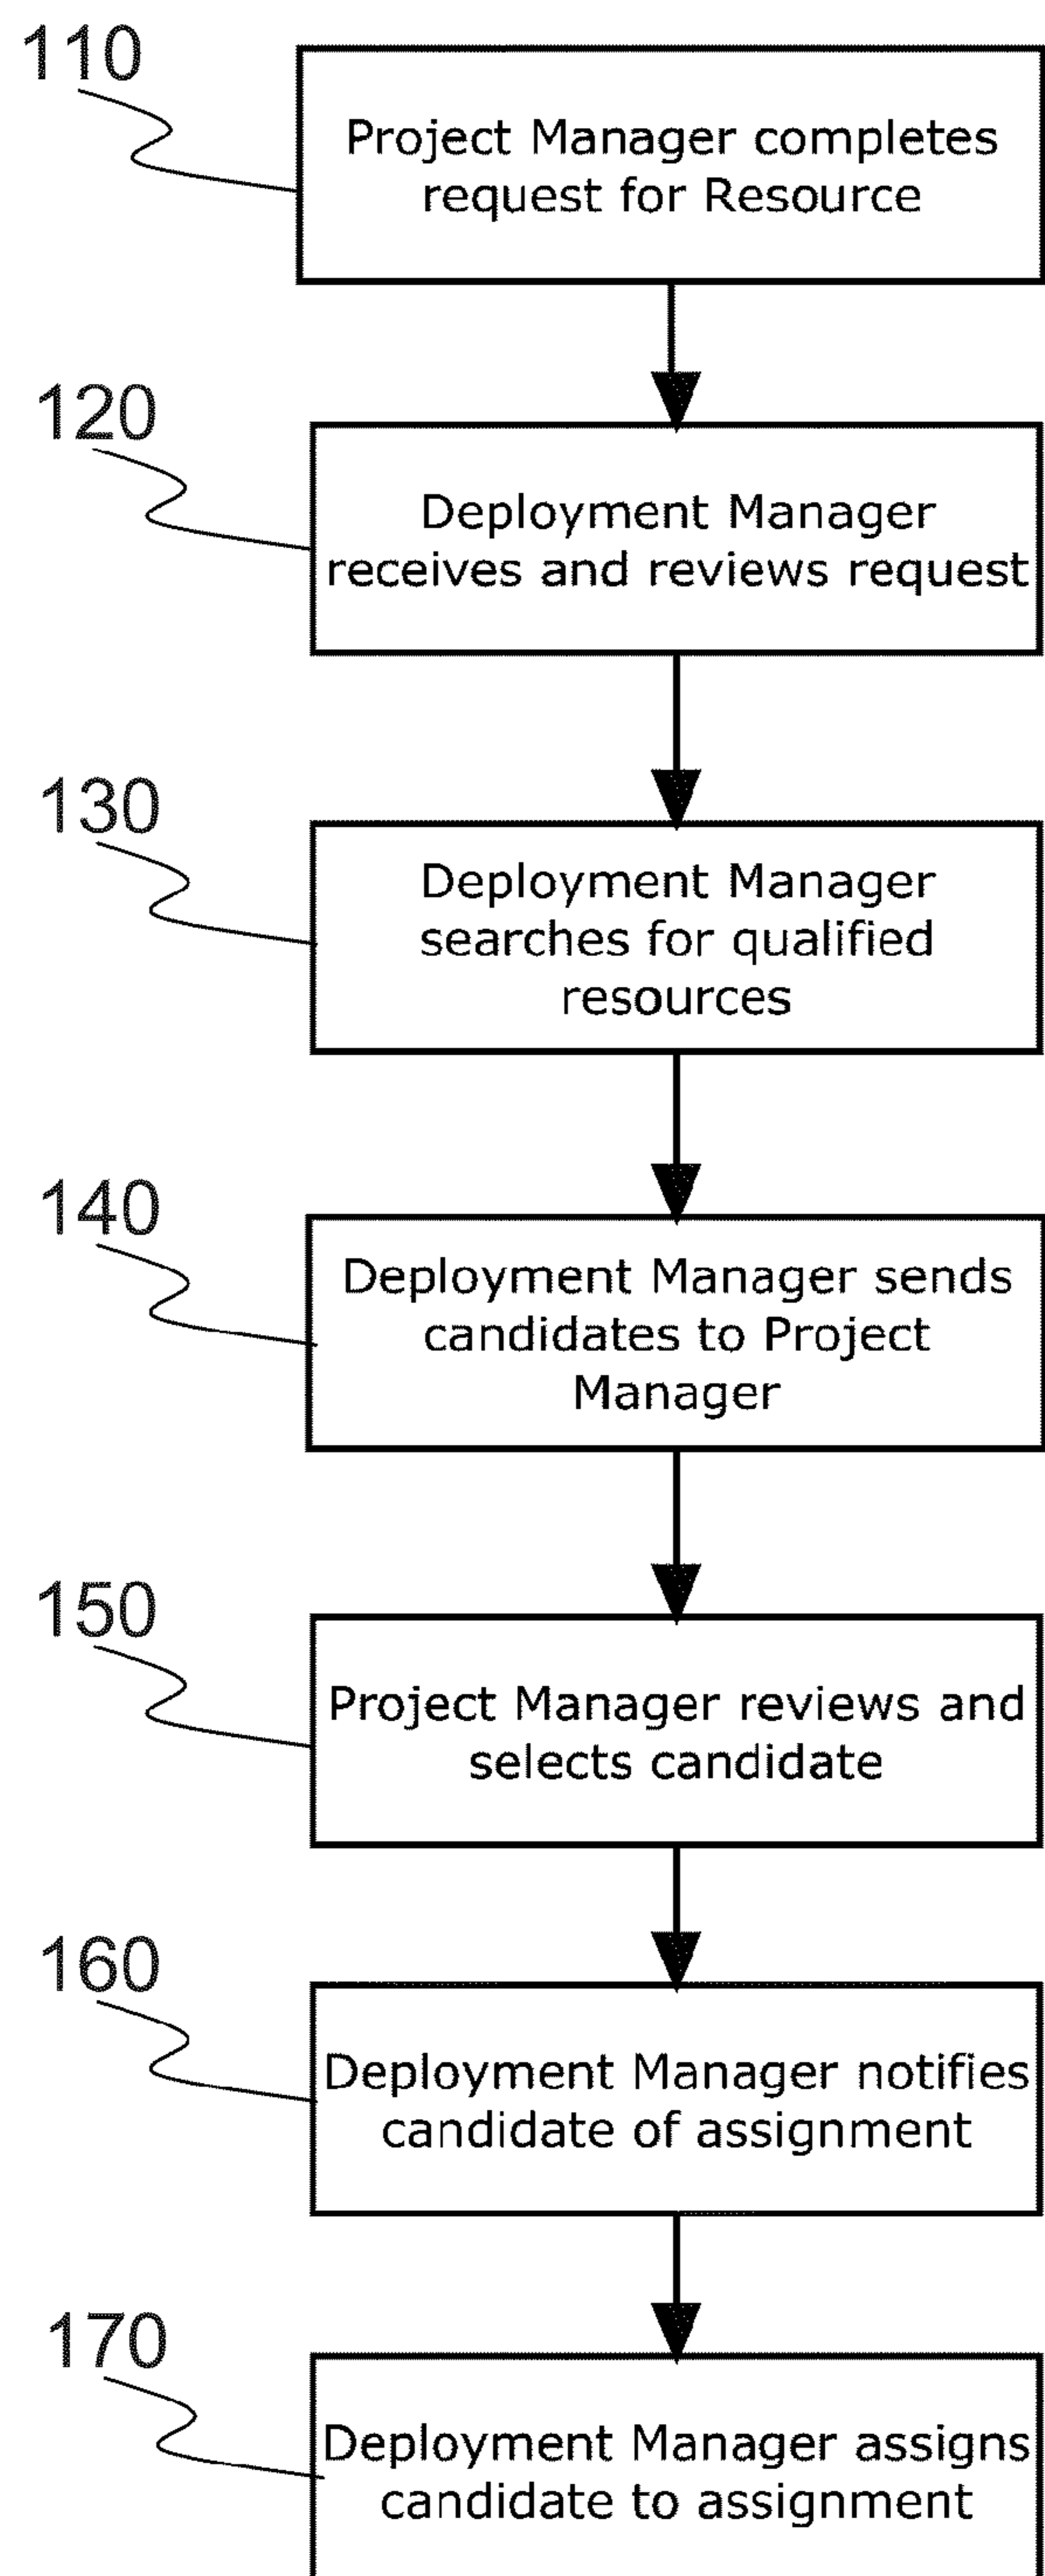 110
Project Manager completes
request for Resource
120
Deployment Manager
receives and reviews request
130
Deployment Manager
searches for qualified
resources
140
Deployment Manager sends
candidates to Project
Manager
150
Project Manager reviews and
selects candidate
160
Deployment Manager notifies
candidate of assignment
170
Deployment Manager assigns
candidate to assignment